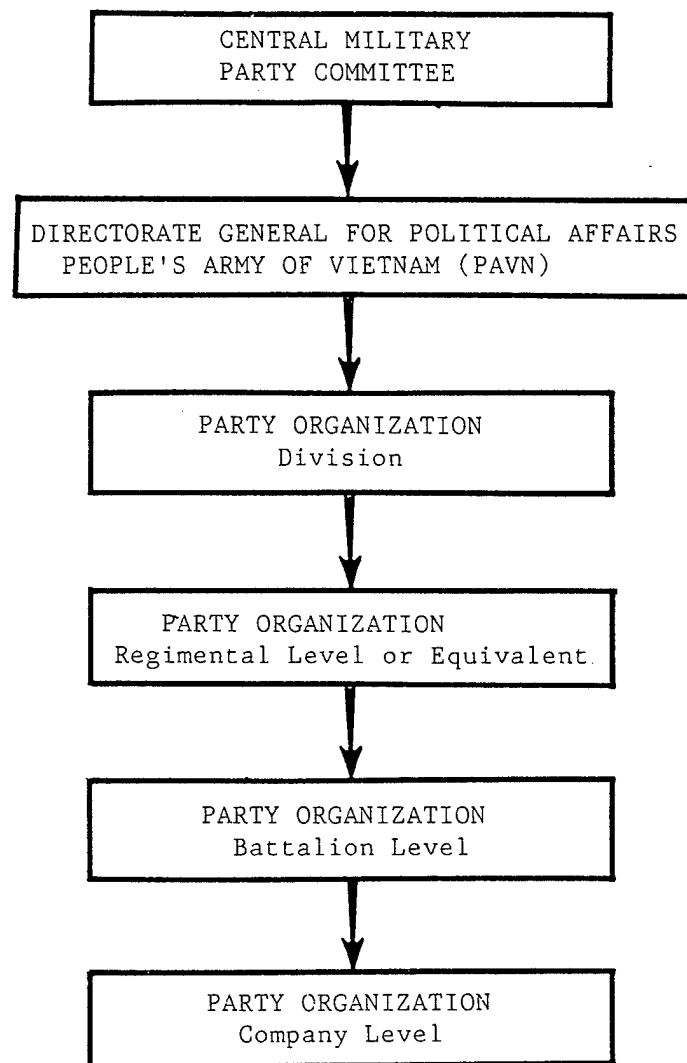 CENTRAL MILITARY
PARTY COMMITTEE
DIRECTORATE GENERAL FOR POLITICAL AFFAIRS
PEOPLE'S ARMY OF VIETNAM (PAVN)
PARTY ORGANIZATION
Division
PARTY ORGANIZATION
Regimental Level or Equivalent
PARTY ORGANIZATION
Battalion Level
PARTY ORGANIZATION
Company Level